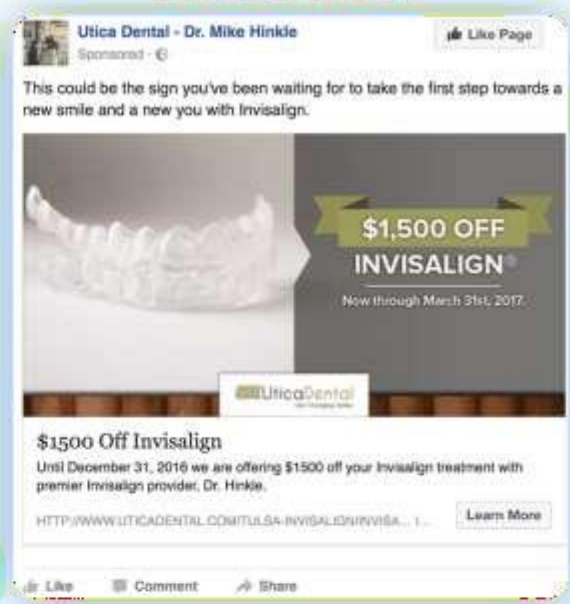 Utica Dental - Dr. Mike Hinkle
Like Page
Sponsored ·
This could be the sign you've been waiting for to take the first step towards a
new smile and a new you with Invisalign.
$1,500 OFF
INVISALIGN®
Now through March 31st, 2017.
UticaDental
$1500 Off Invisalign
Until December 31, 2016 we are offering $1500 off your Invisalign treatment with
premier Invisalign provider, Dr. Hinkle.
HTTP://WWW.UTICADENTAL.COM/TULSA-INVISALIGN/INVISA...
Learn More
Like Comment Share